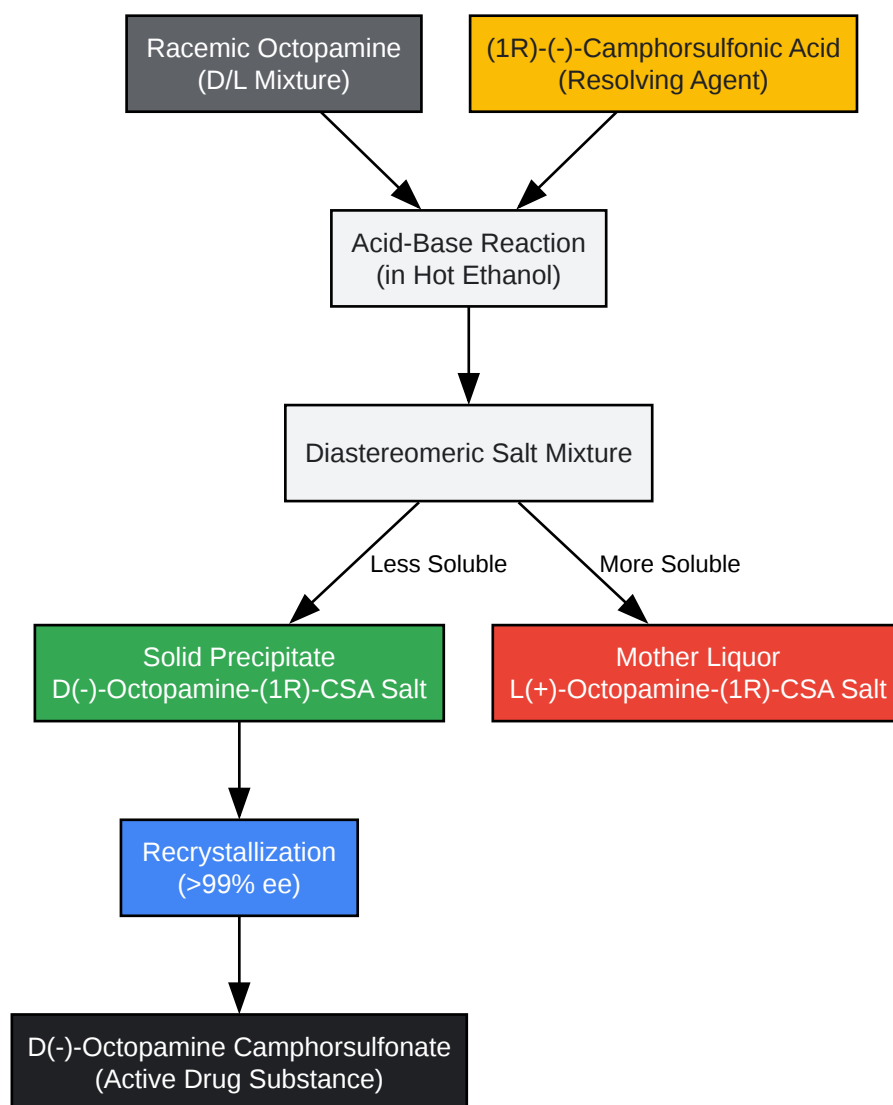 Racemic Octopamine
(D/L Mixture)
(1R)-(-)-Camphorsulfonic Acid
(Resolving Agent)
Acid-Base Reaction
(in Hot Ethanol)
Diastereomeric Salt Mixture
Less Soluble
More Soluble
Solid Precipitate
D(-)-Octopamine-(1R)-CSA Salt
Mother Liquor
L(+)-Octopamine-(1R)-CSA Salt
Recrystallization
(>99% ee)
D(-)-Octopamine Camphorsulfonate
(Active Drug Substance)